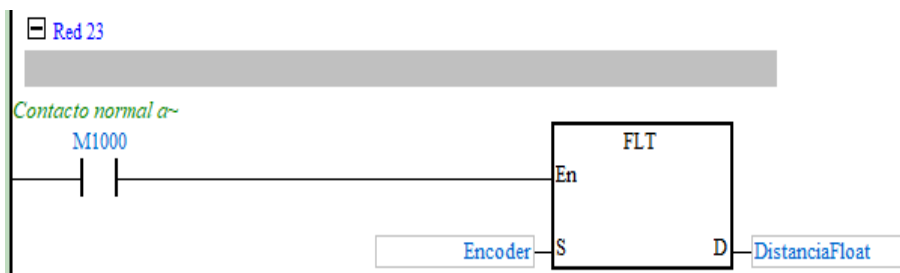 Red 23
Contacto normal a~
M1000
FLT
En
Encoder S D DistanciaFloat